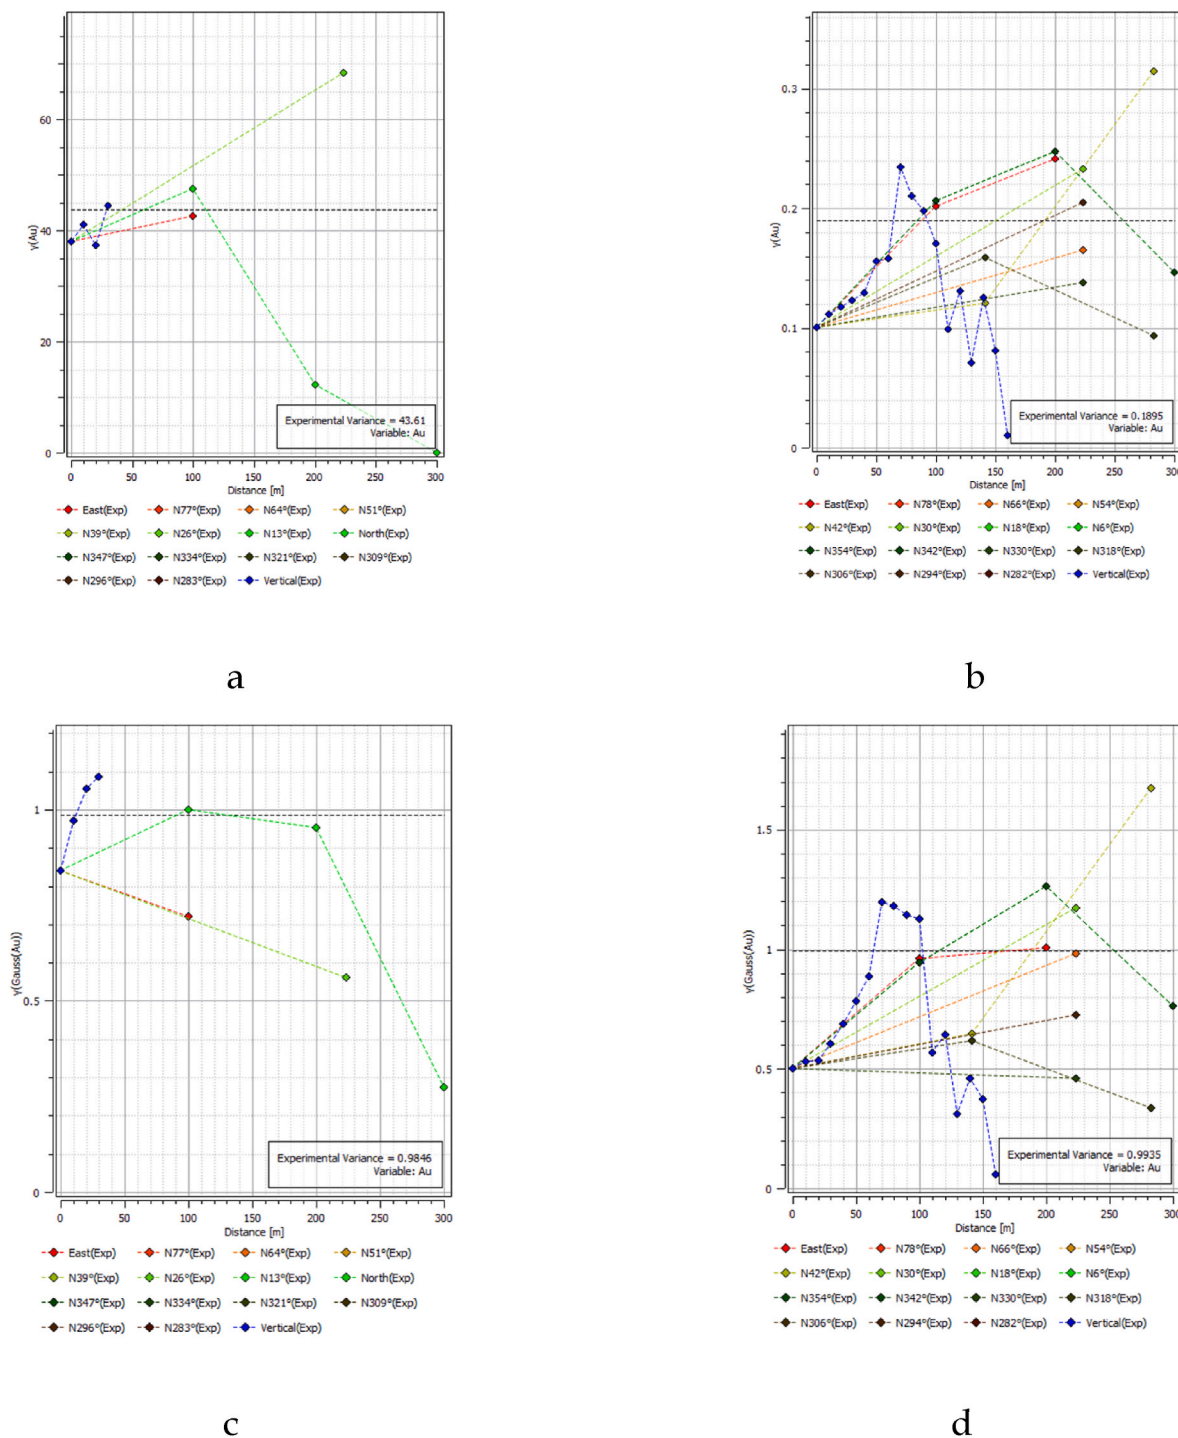 γ(Au)
60
40
20
0
0 50 100 150 200 250 300
Distance [m]
Experimental Variance = 43.61
Variable: Au
East(Exp) N77°(Exp) N64°(Exp) N51°(Exp)
N39°(Exp) N26°(Exp) N13°(Exp) North(Exp)
N347°(Exp) N334°(Exp) N321°(Exp) N309°(Exp)
N296°(Exp) N283°(Exp) Vertical(Exp)
a
γ(Au)
0.3
0.2
0.1
0
0 50 100 150 200 250 300
Distance [m]
Experimental Variance = 0.1895
Variable: Au
East(Exp) N78°(Exp) N66°(Exp) N54°(Exp)
N42°(Exp) N30°(Exp) N18°(Exp) N6°(Exp)
N354°(Exp) N342°(Exp) N330°(Exp) N318°(Exp)
N306°(Exp) N294°(Exp) N282°(Exp) Vertical(Exp)
b
γ(Gauss(Au))
1
0.5
0
0 50 100 150 200 250 300
Distance [m]
Experimental Variance = 0.9846
Variable: Au
East(Exp) N77°(Exp) N64°(Exp) N51°(Exp)
N39°(Exp) N26°(Exp) N13°(Exp) North(Exp)
N347°(Exp) N334°(Exp) N321°(Exp) N309°(Exp)
N296°(Exp) N283°(Exp) Vertical(Exp)
c
γ(Gauss(Au))
1.5
1
0.5
0
0 50 100 150 200 250 300
Distance [m]
Experimental Variance = 0.9935
Variable: Au
East(Exp) N78°(Exp) N66°(Exp) N54°(Exp)
N42°(Exp) N30°(Exp) N18°(Exp) N6°(Exp)
N354°(Exp) N342°(Exp) N330°(Exp) N318°(Exp)
N306°(Exp) N294°(Exp) N282°(Exp) Vertical(Exp)
d